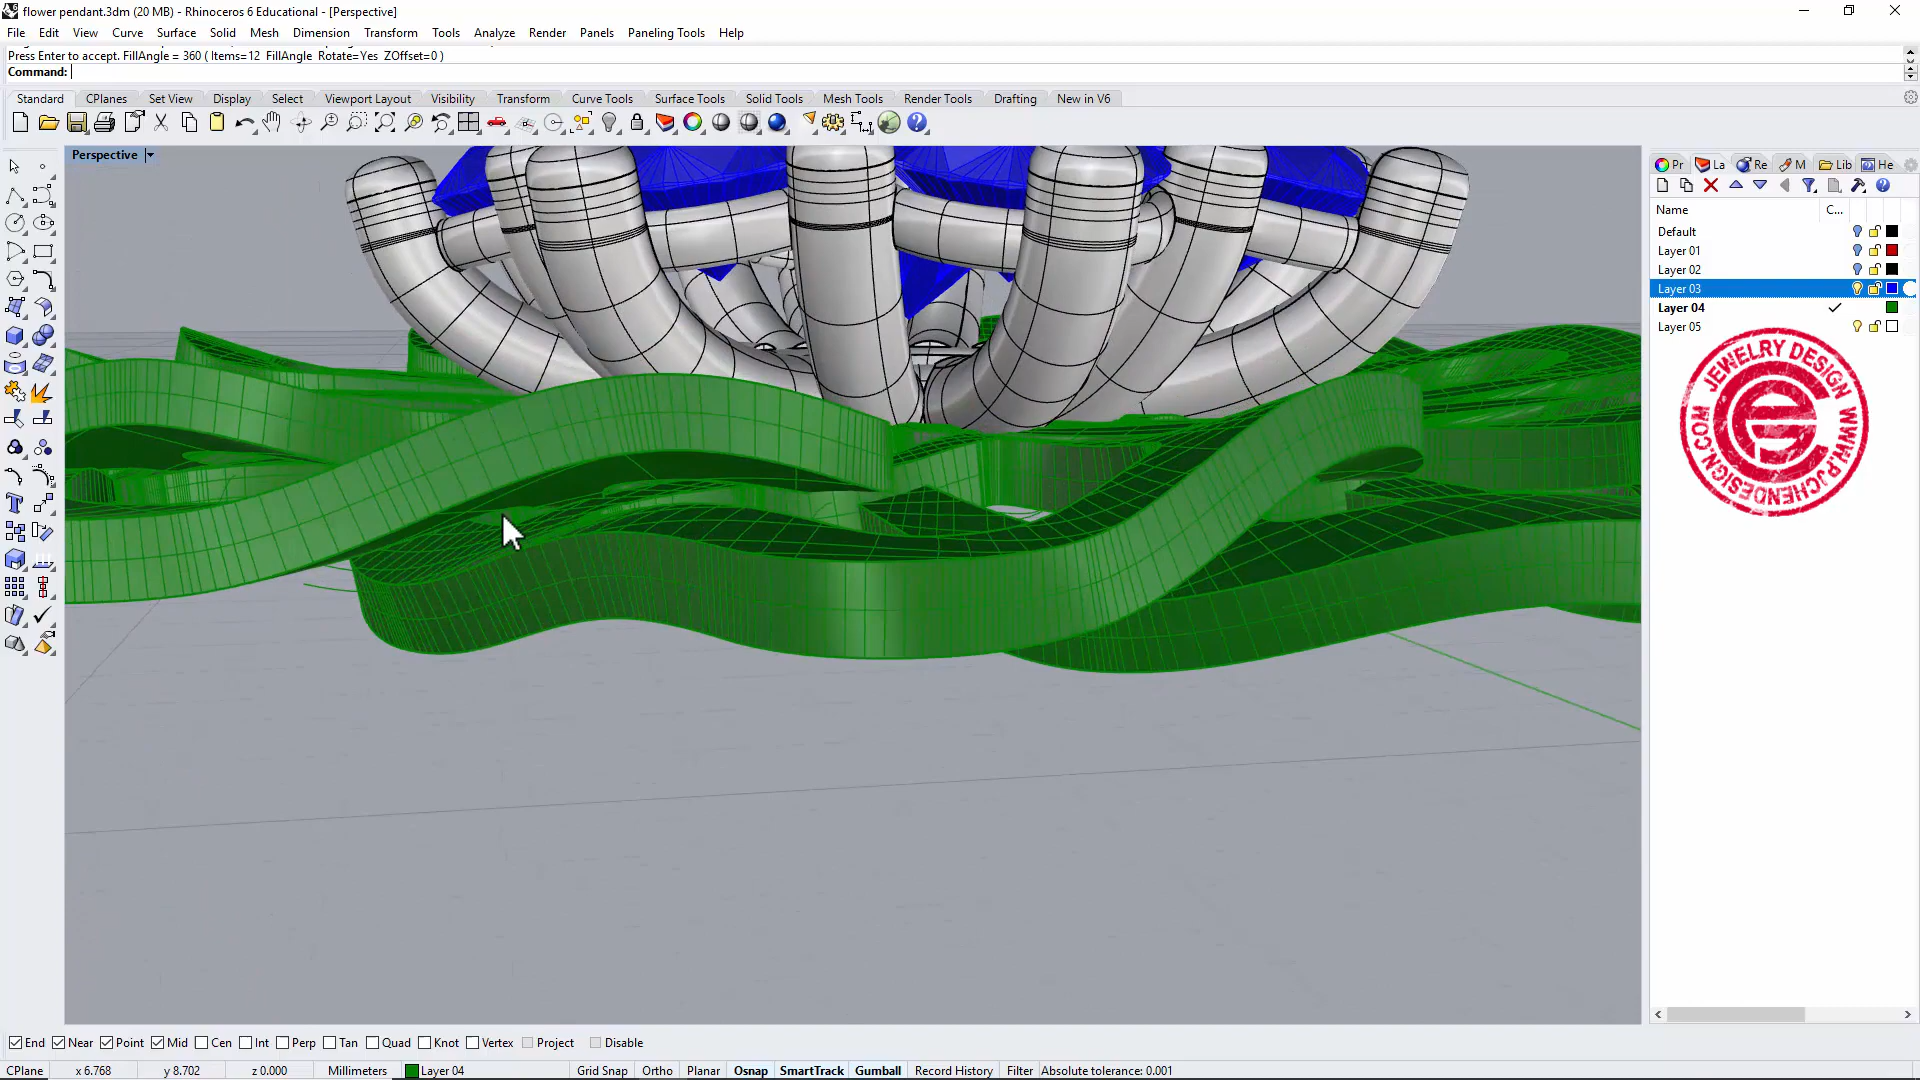 flower pendant.3dm (20 MB) - Rhinoceros 6 Educational - [Perspective]
File Edit View Curve Surface Solid Mesh Dimension Transform Tools Analyze Render Panels Paneling Tools Help
Press Enter to accept. FillAngle = 360 ( Items=12 FillAngle Rotate=Yes ZOffset=0 )
Command:
Standard CPlanes Set View Display Select Viewport Layout Visibility Transform Curve Tools Surface Tools Solid Tools Mesh Tools Render Tools Drafting New in V6
Perspective
Pr La Re M Lib He
Name C...
Default
Layer 01
Layer 02
Layer 03
Layer 04
Layer 05
JEWELRY DESIGN WWW.PJCHENDESIGN.COM
End Near Point Mid Cen Int Perp Tan Quad Knot Vertex Project Disable
CPlane x 6.768 y 8.702 z 0.000 Millimeters Layer 04 Grid Snap Ortho Planar Osnap SmartTrack Gumball Record History Filter Absolute tolerance: 0.001